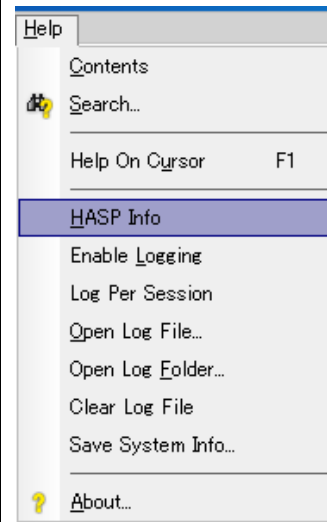 Help
Contents
Search...
Help On Cursor F1
HASP Info
Enable Logging
Log Per Session
Open Log File...
Open Log Folder...
Clear Log File
Save System Info...
About...